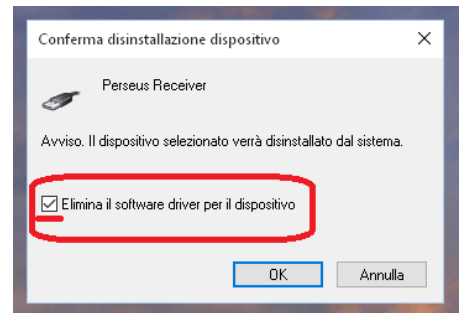 Conferma disinstallazione dispositivo
Perseus Receiver
Avviso. Il dispositivo selezionato verrà disinstallato dal sistema.
Elimina il software driver per il dispositivo
OK
Annulla